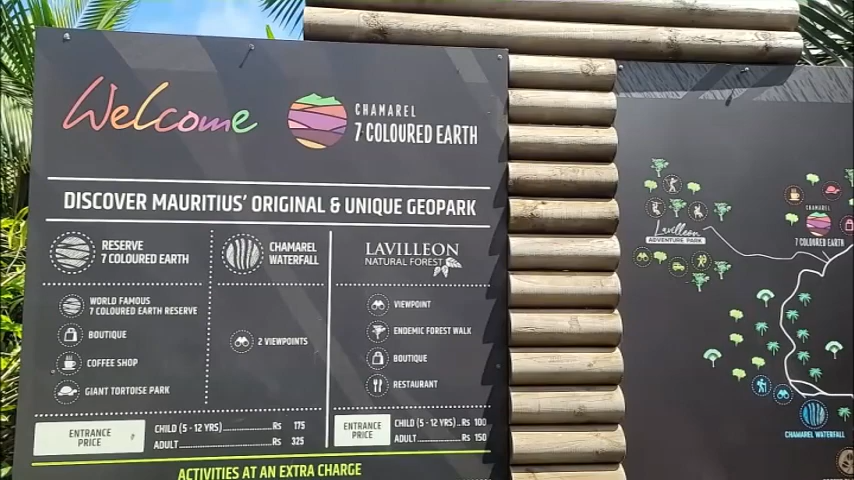 Welcome
CHAMAREL
7 COLOURED EARTH
DISCOVER MAURITIUS' ORIGINAL & UNIQUE GEOPARK
RESERVE
7 COLOURED EARTH
WORLD FAMOUS
7 COLOURED EARTH RESERVE
BOUTIQUE
COFFEE SHOP
GIANT TORTOISE PARK
CHAMAREL
WATERFALL
2 VIEWPOINTS
ENTRANCE
PRICE
CHILD (5 - 12 YRS) Rs 175
ADULT Rs 325
LAVILLEON
NATURAL FOREST
VIEWPOINT
ENDEMIC FOREST WALK
BOUTIQUE
RESTAURANT
ENTRANCE
PRICE
CHILD (5 - 12 YRS) Rs 100
ADULT Rs 150
ACTIVITIES AT AN EXTRA CHARGE
Lavilleon
ADVENTURE PARK
CHAMAREL
7 COLOURED EARTH
CHAMAREL WATERFALL